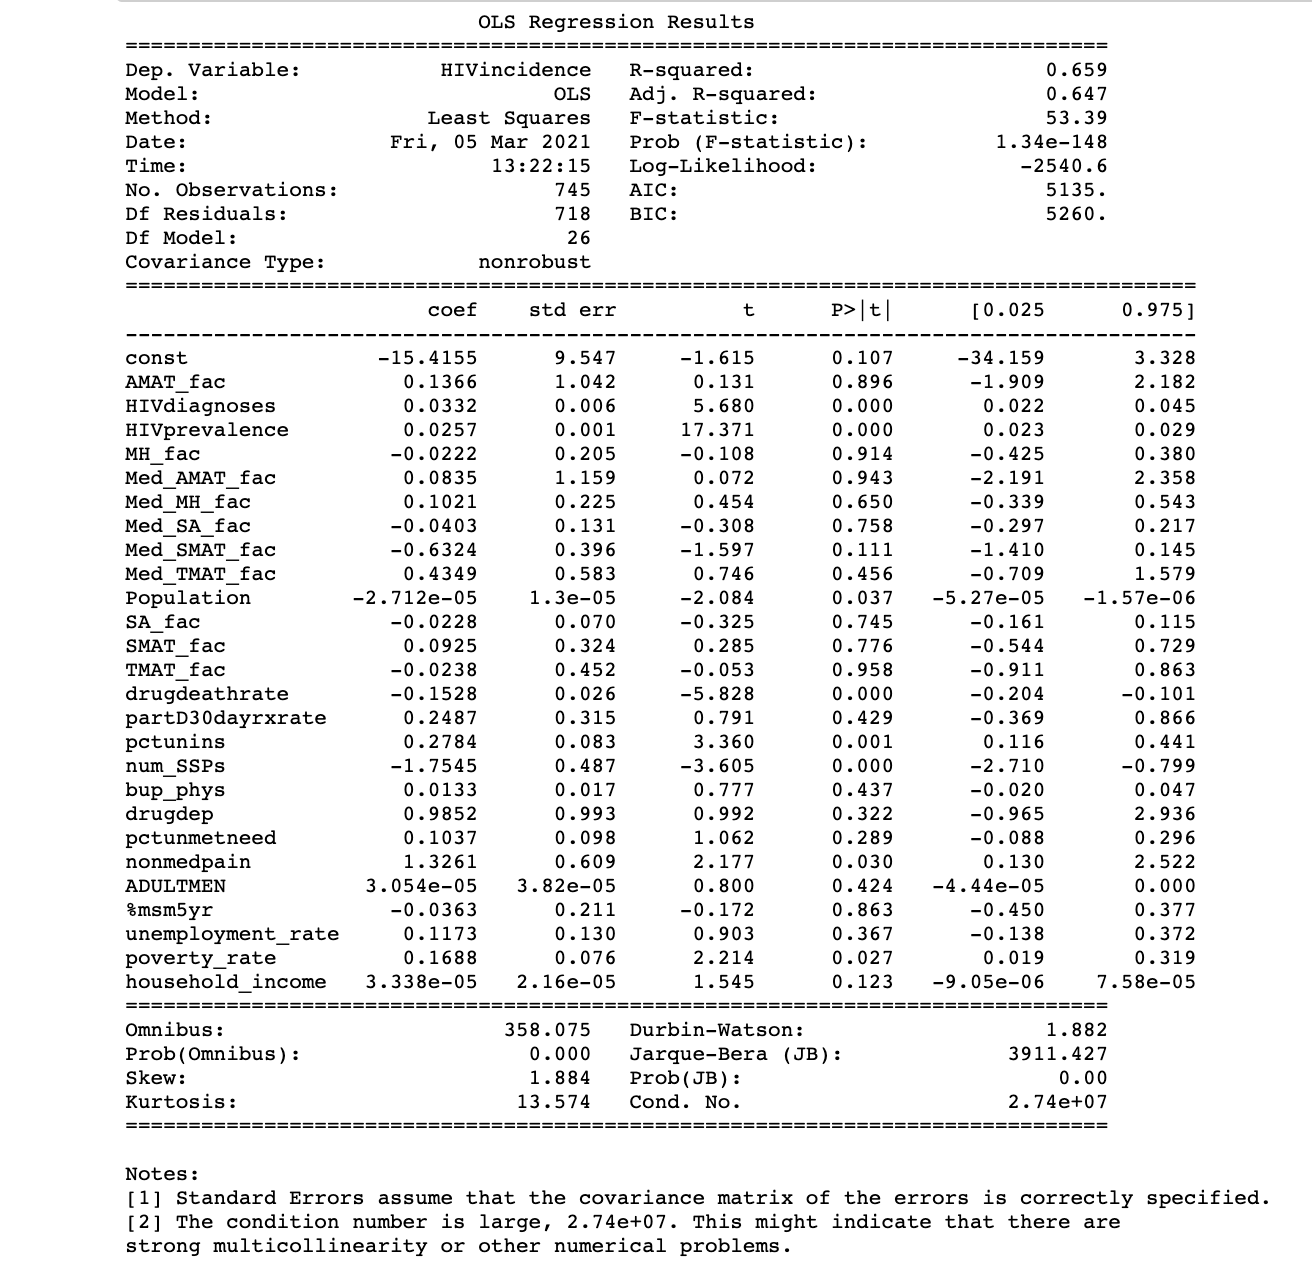 OLS Regression Results
==============================================================================
Dep. Variable: HIVincidence R-squared: 0.659
Model: OLS Adj. R-squared: 0.647
Method: Least Squares F-statistic: 53.39
Date: Fri, 05 Mar 2021 Prob (F-statistic): 1.34e-148
Time: 13:22:15 Log-Likelihood: -2540.6
No. Observations: 745 AIC: 5135.
Df Residuals: 718 BIC: 5260.
Df Model: 26
Covariance Type: nonrobust
=====================================================================================
coef std err t P>|t| [0.025 0.975]
-------------------------------------------------------------------------------------
const -15.4155 9.547 -1.615 0.107 -34.159 3.328
AMAT_fac 0.1366 1.042 0.131 0.896 -1.909 2.182
HIVdiagnoses 0.0332 0.006 5.680 0.000 0.022 0.045
HIVprevalence 0.0257 0.001 17.371 0.000 0.023 0.029
MH_fac -0.0222 0.205 -0.108 0.914 -0.425 0.380
Med_AMAT_fac 0.0835 1.159 0.072 0.943 -2.191 2.358
Med_MH_fac 0.1021 0.225 0.454 0.650 -0.339 0.543
Med_SA_fac -0.0403 0.131 -0.308 0.758 -0.297 0.217
Med_SMAT_fac -0.6324 0.396 -1.597 0.111 -1.410 0.145
Med_TMAT_fac 0.4349 0.583 0.746 0.456 -0.709 1.579
Population -2.712e-05 1.3e-05 -2.084 0.037 -5.27e-05 -1.57e-06
SA_fac -0.0228 0.070 -0.325 0.745 -0.161 0.115
SMAT_fac 0.0925 0.324 0.285 0.776 -0.544 0.729
TMAT_fac -0.0238 0.452 -0.053 0.958 -0.911 0.863
drugdeathrate -0.1528 0.026 -5.828 0.000 -0.204 -0.101
partD30dayrxrate 0.2487 0.315 0.791 0.429 -0.369 0.866
pctunins 0.2784 0.083 3.360 0.001 0.116 0.441
num_SSPs -1.7545 0.487 -3.605 0.000 -2.710 -0.799
bup_phys 0.0133 0.017 0.777 0.437 -0.020 0.047
drugdep 0.9852 0.993 0.992 0.322 -0.965 2.936
pctunmetneed 0.1037 0.098 1.062 0.289 -0.088 0.296
nonmedpain 1.3261 0.609 2.177 0.030 0.130 2.522
ADULTMEN 3.054e-05 3.82e-05 0.800 0.424 -4.44e-05 0.000
%msm5yr -0.0363 0.211 -0.172 0.863 -0.450 0.377
unemployment_rate 0.1173 0.130 0.903 0.367 -0.138 0.372
poverty_rate 0.1688 0.076 2.214 0.027 0.019 0.319
household_income 3.338e-05 2.16e-05 1.545 0.123 -9.05e-06 7.58e-05
==============================================================================
Omnibus: 358.075 Durbin-Watson: 1.882
Prob(Omnibus): 0.000 Jarque-Bera (JB): 3911.427
Skew: 1.884 Prob(JB): 0.00
Kurtosis: 13.574 Cond. No. 2.74e+07
==============================================================================
Notes:
[1] Standard Errors assume that the covariance matrix of the errors is correctly specified.
[2] The condition number is large, 2.74e+07. This might indicate that there are
strong multicollinearity or other numerical problems.